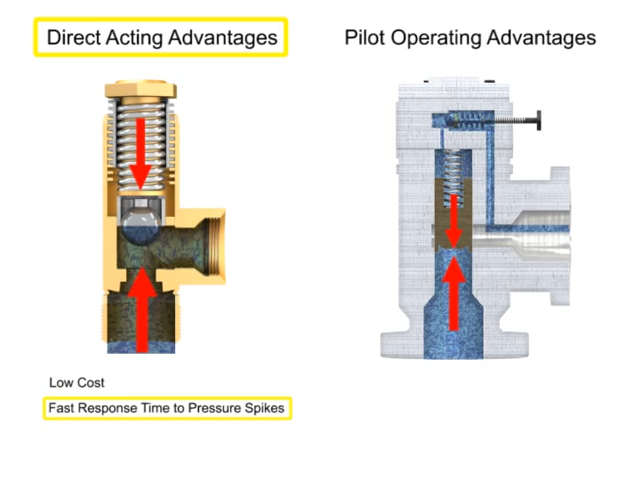 Direct Acting Advantages
Pilot Operating Advantages
Low Cost
Fast Response Time to Pressure Spikes